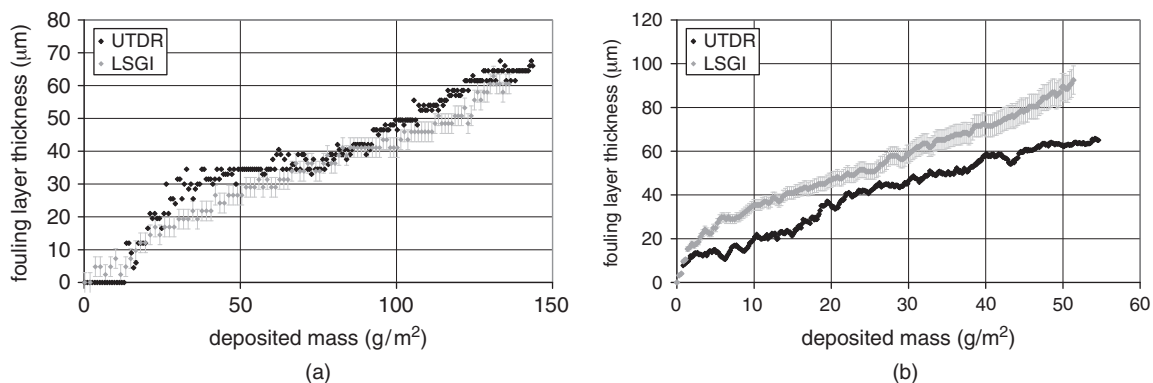 fouling layer thickness (μm)
80
70
60
50
40
30
20
10
0
UTDR
LSGI
0 50 100 150
deposited mass (g/m²)
(a)
fouling layer thickness (μm)
120
100
80
60
40
20
0
UTDR
LSGI
0 10 20 30 40 50 60
deposited mass (g/m²)
(b)